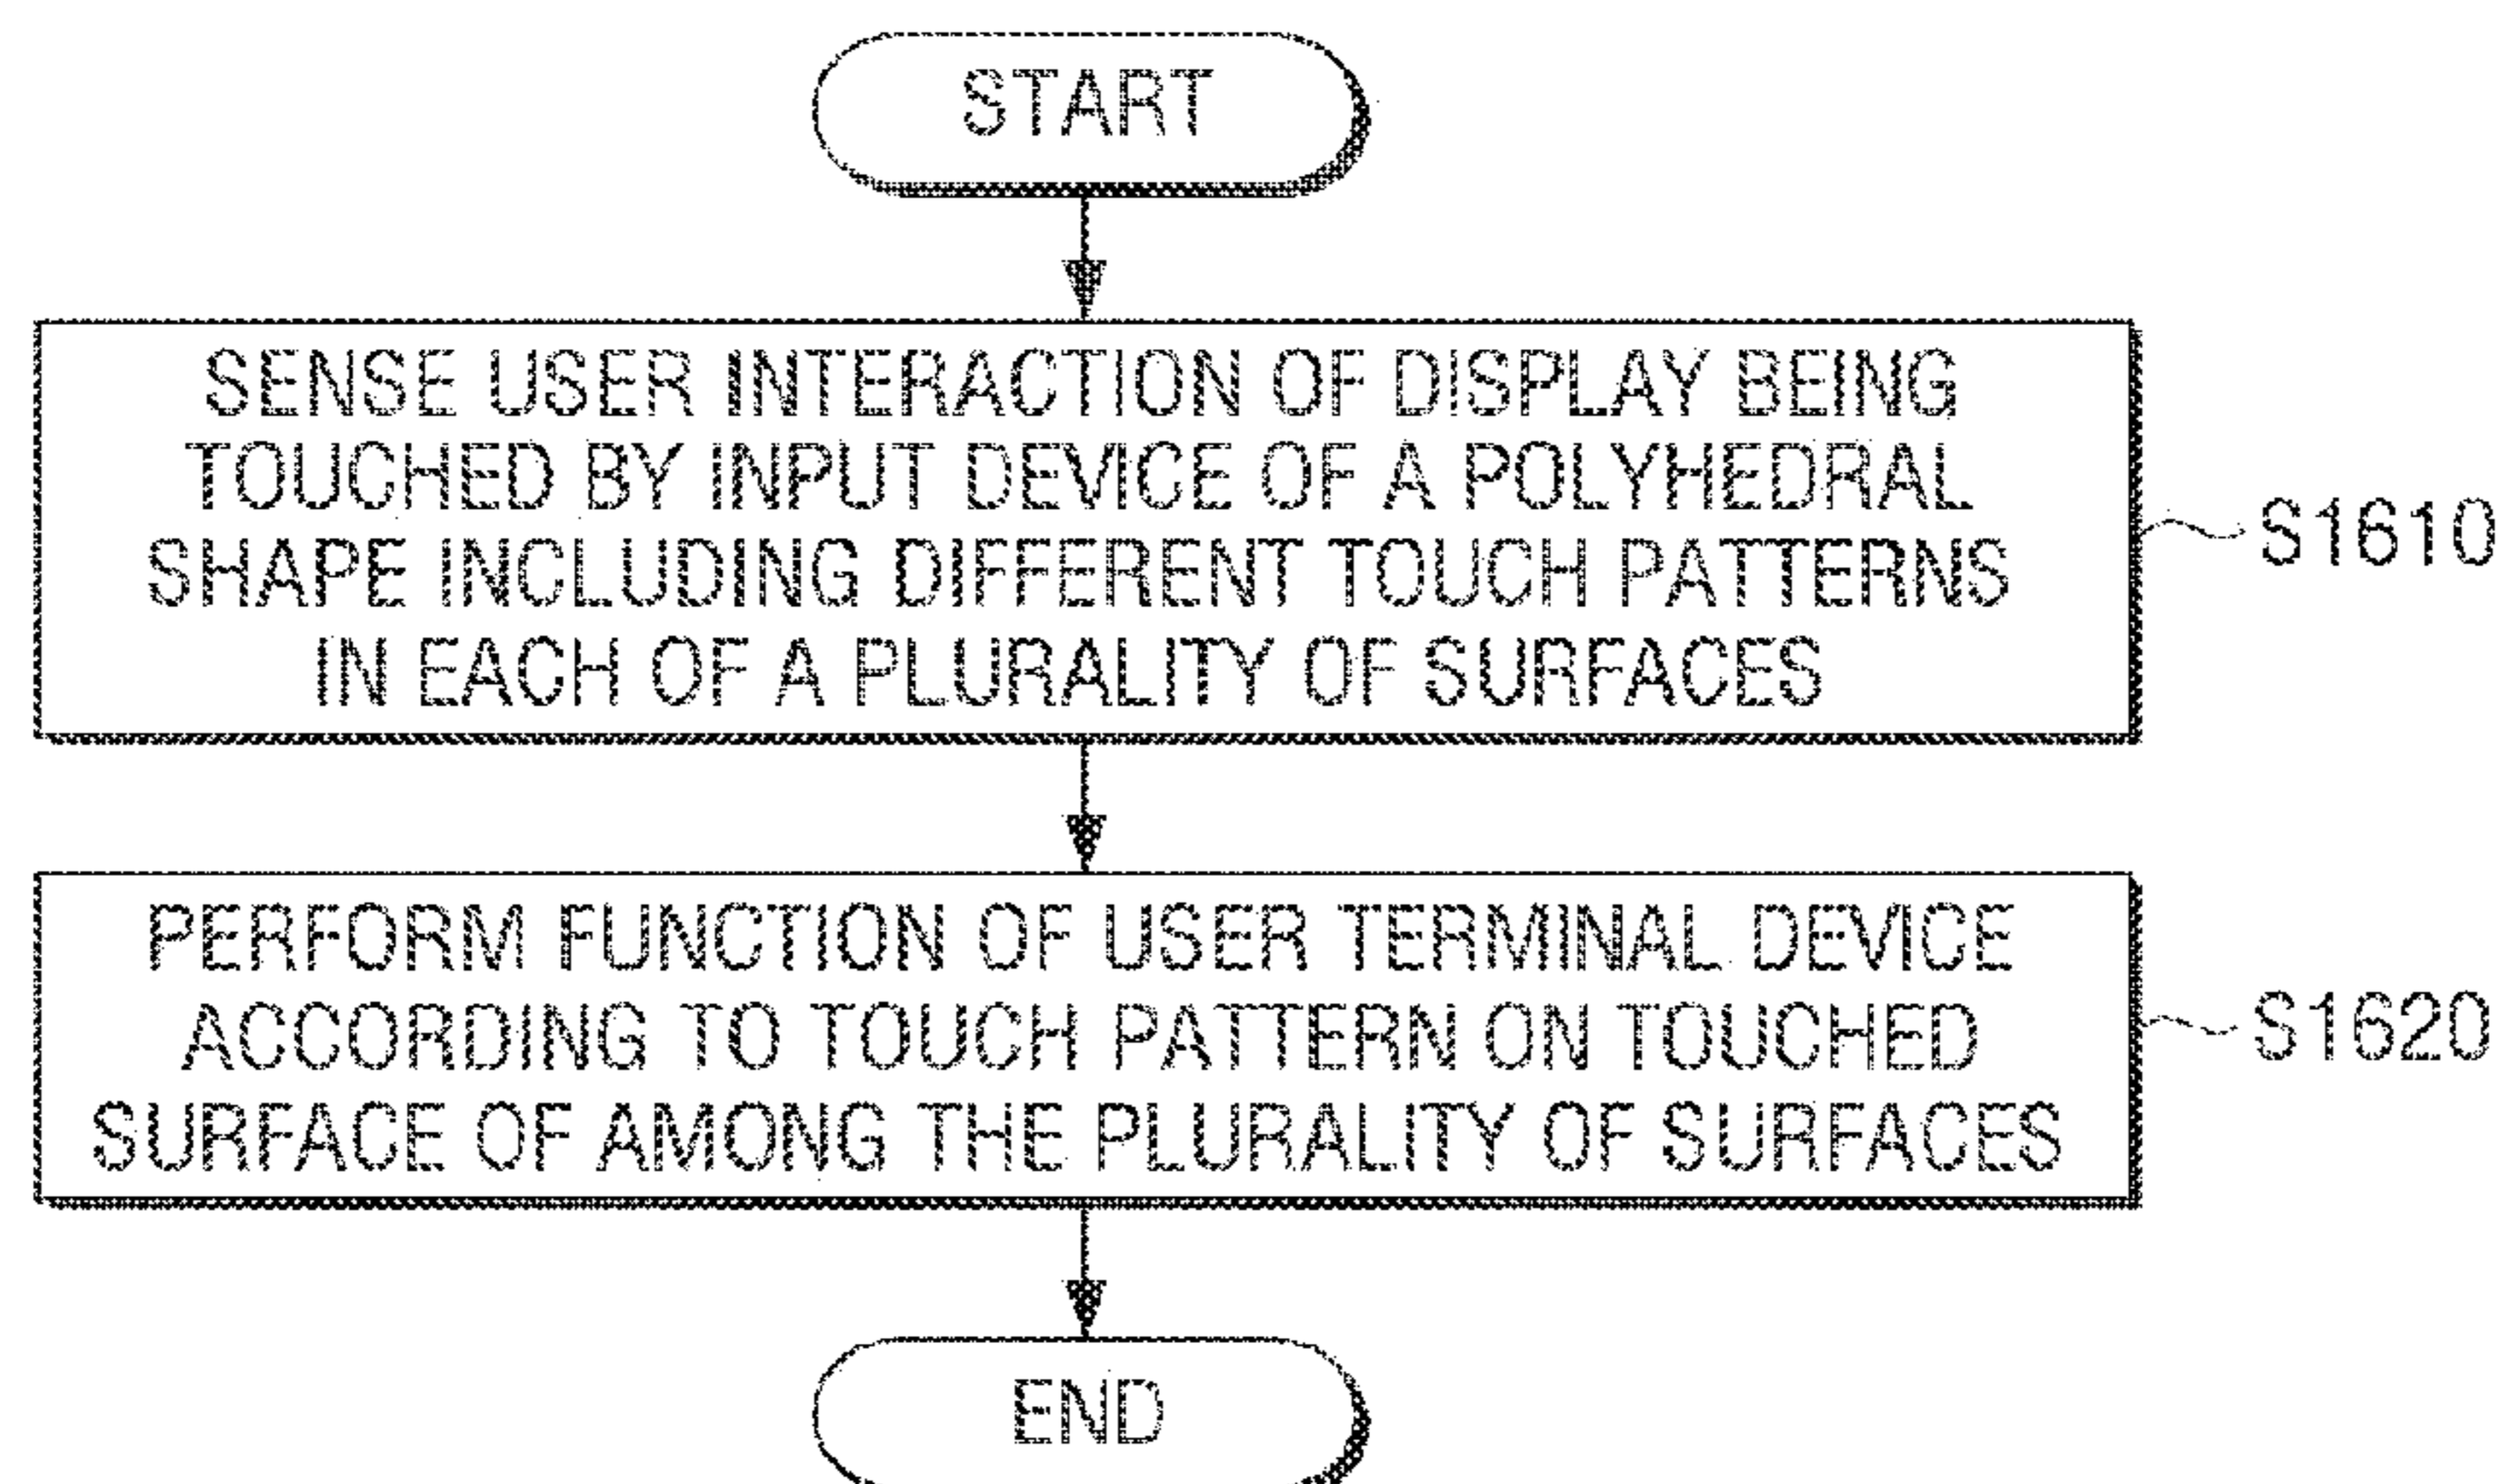 START
SENSE USER INTERACTION OF DISPLAY BEING
TOUCHED BY INPUT DEVICE OF A POLYHEDRAL
SHAPE INCLUDING DIFFERENT TOUCH PATTERNS
IN EACH OF A PLURALITY OF SURFACES
S1610
PERFORM FUNCTION OF USER TERMINAL DEVICE
ACCORDING TO TOUCH PATTERN ON TOUCHED
SURFACE OF AMONG THE PLURALITY OF SURFACES
S1620
END